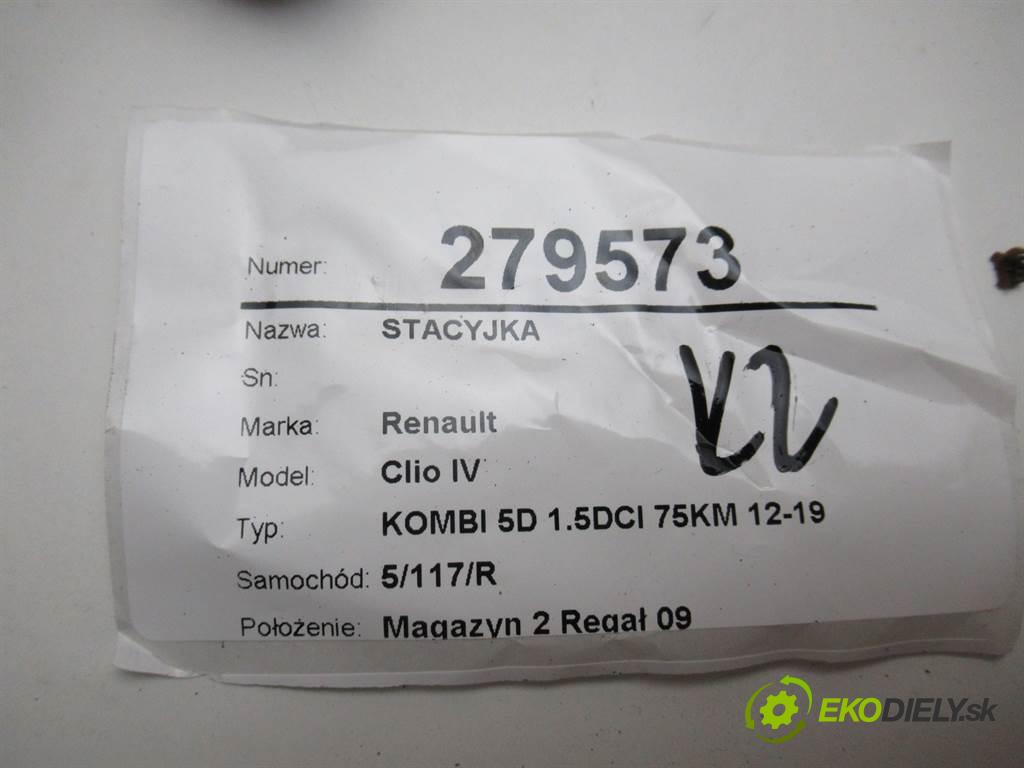 Numer: 279573
Nazwa: STACYJKA
Sn:
Marka: Renault
Model: Clio IV
Typ: KOMBI 5D 1.5DCI 75KM 12-19
Samochód: 5/117/R
Położenie: Magazyn 2 Regał 09
EKODIELY.sk